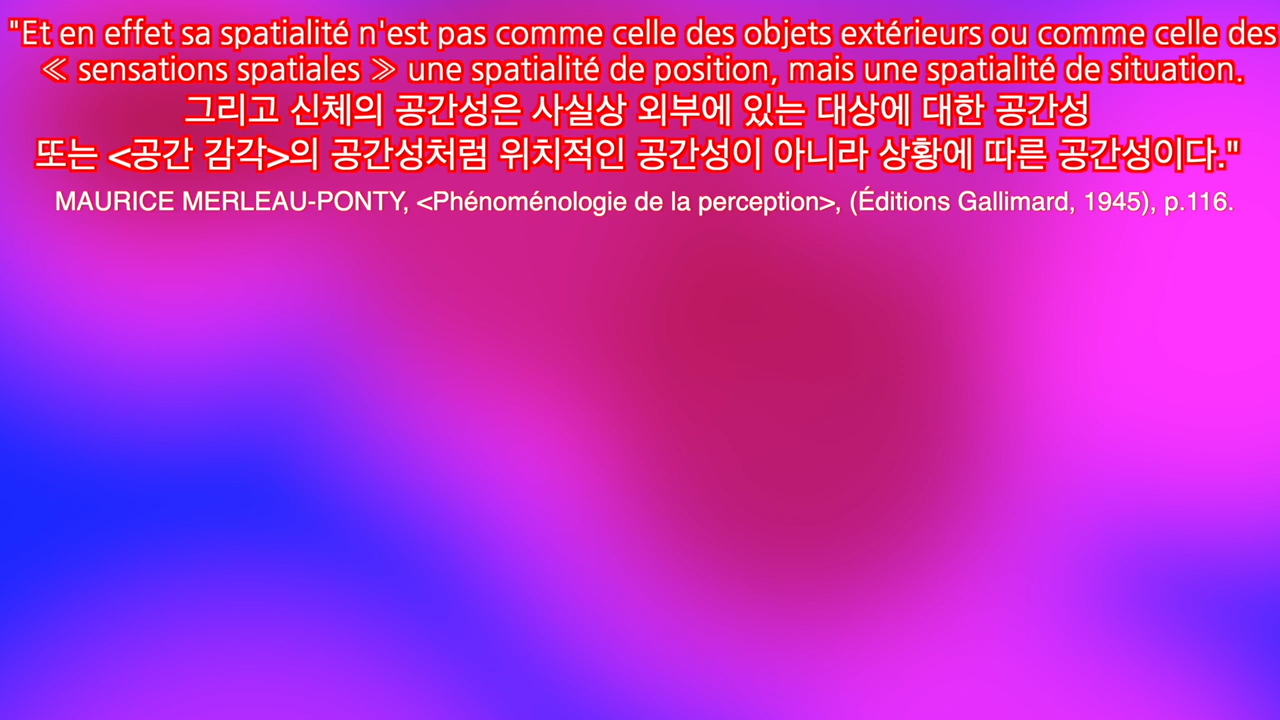 "Et en effet sa spatialité n'est pas comme celle des objets extérieurs ou comme celle des
≪ sensations spatiales ≫ une spatialité de position, mais une spatialité de situation.
그리고 신체의 공간성은 사실상 외부에 있는 대상에 대한 공간성
또는 <공간 감각>의 공간성처럼 위치적인 공간성이 아니라 상황에 따른 공간성이다."
MAURICE MERLEAU-PONTY, <Phénoménologie de la perception>, (Éditions Gallimard, 1945), p.116.